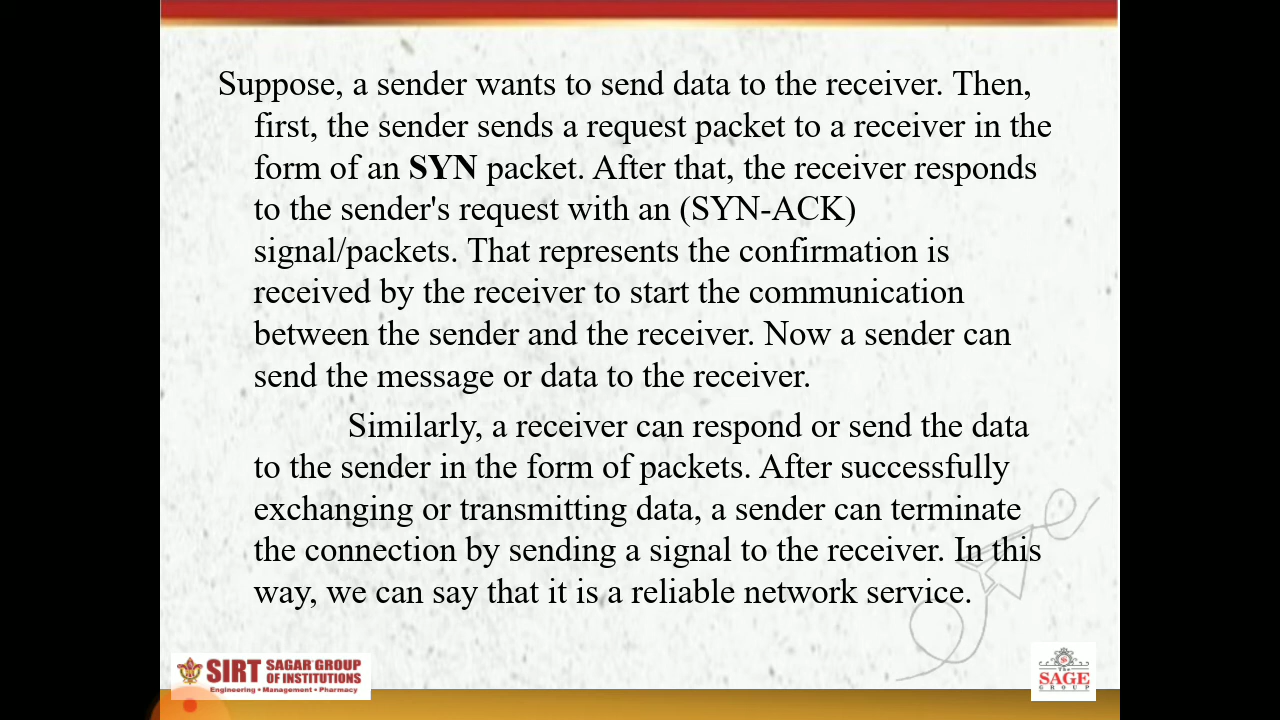 Suppose, a sender wants to send data to the receiver. Then,
first, the sender sends a request packet to a receiver in the
form of an SYN packet. After that, the receiver responds
to the sender's request with an (SYN-ACK)
signal/packets. That represents the confirmation is
received by the receiver to start the communication
between the sender and the receiver. Now a sender can
send the message or data to the receiver.
Similarly, a receiver can respond or send the data
to the sender in the form of packets. After successfully
exchanging or transmitting data, a sender can terminate
the connection by sending a signal to the receiver. In this
way, we can say that it is a reliable network service.
SIRT SAGAR GROUP
OF INSTITUTIONS
Engineering • Management • Pharmacy
The
SAGE
GROUP